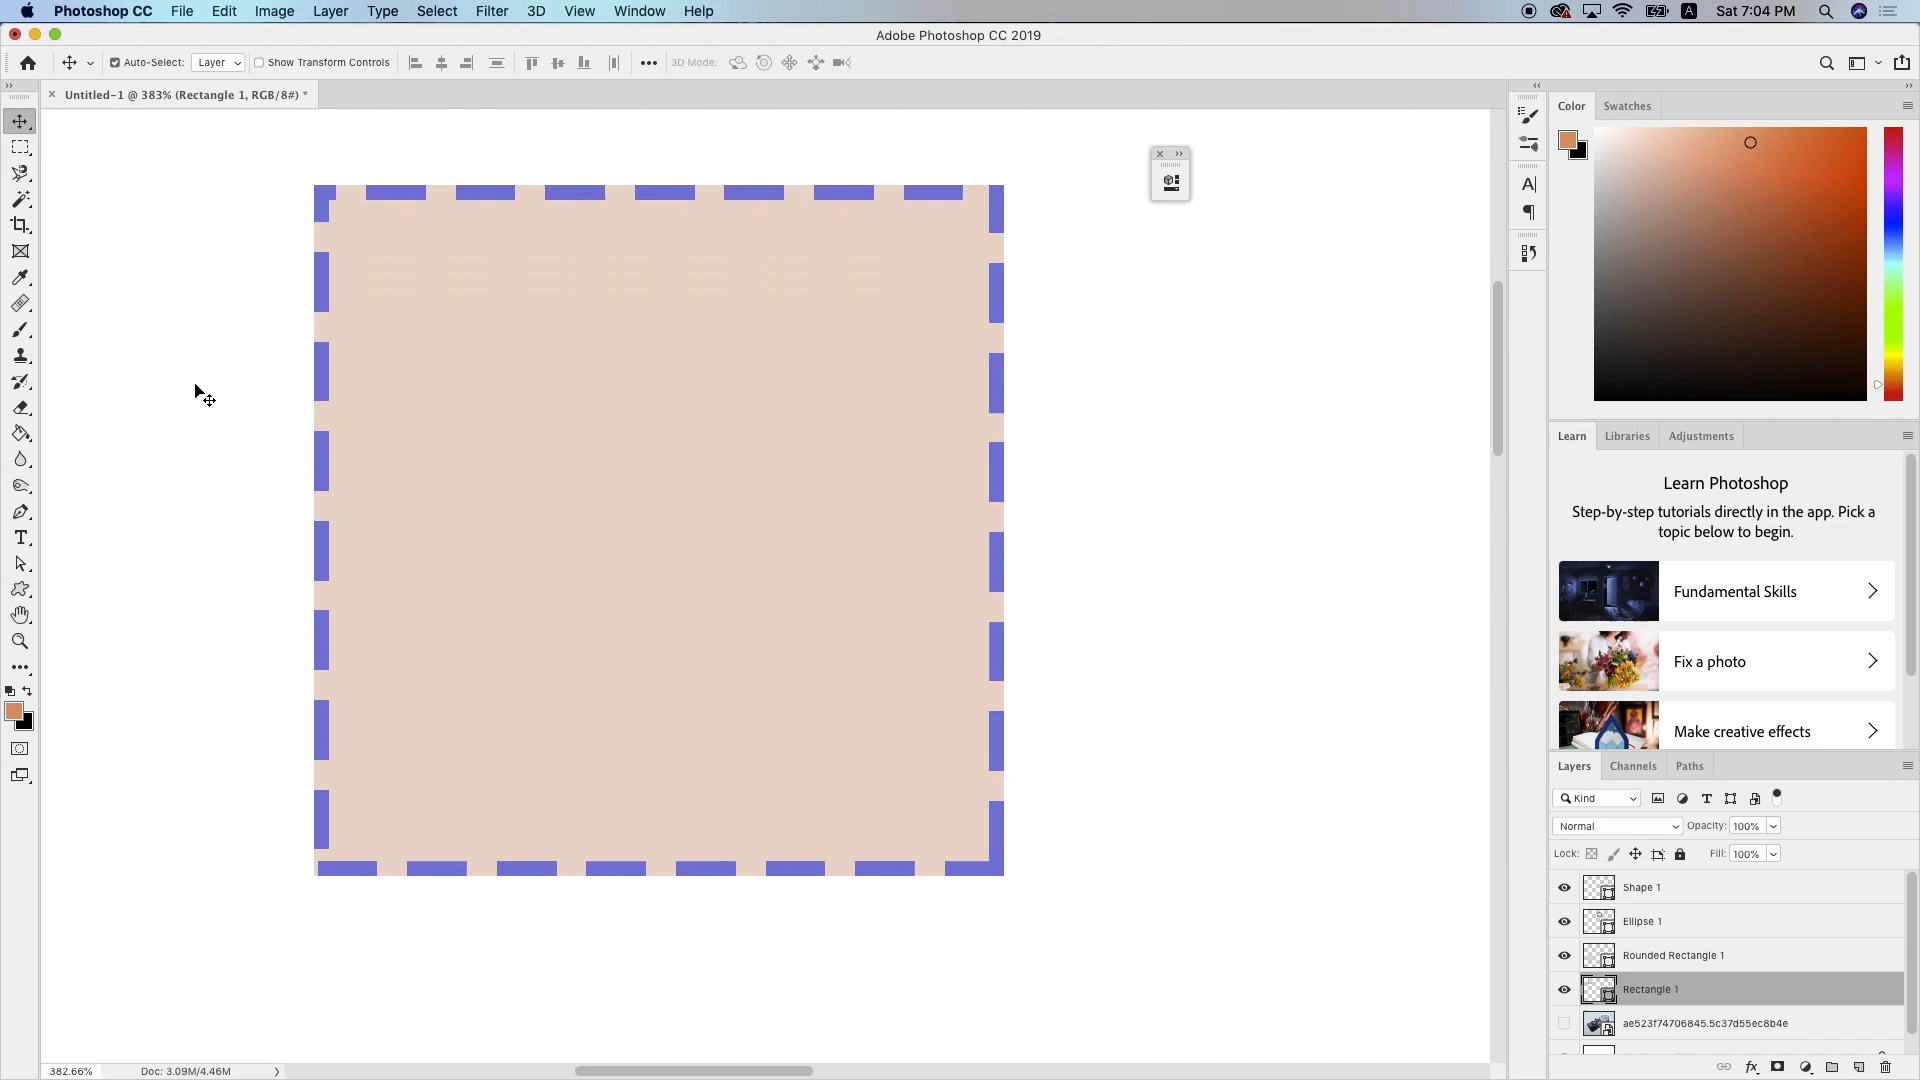 Photoshop CC File Edit Image Layer Type Select Filter 3D View Window Help A Sat 7:04 PM
Adobe Photoshop CC 2019
Auto-Select: Layer Show Transform Controls 3D Mode:
Untitled-1 @ 383% (Rectangle 1, RGB/8#) *
Color Swatches
Learn Libraries Adjustments
Learn Photoshop
Step-by-step tutorials directly in the app. Pick a
topic below to begin.
Fundamental Skills
Fix a photo
Make creative effects
Layers Channels Paths
Kind
Normal Opacity: 100%
Lock: Fill: 100%
Shape 1
Ellipse 1
Rounded Rectangle 1
Rectangle 1
ae523f74706845.5c37d55ec8b4e
382.66% Doc: 3.09M/4.46M